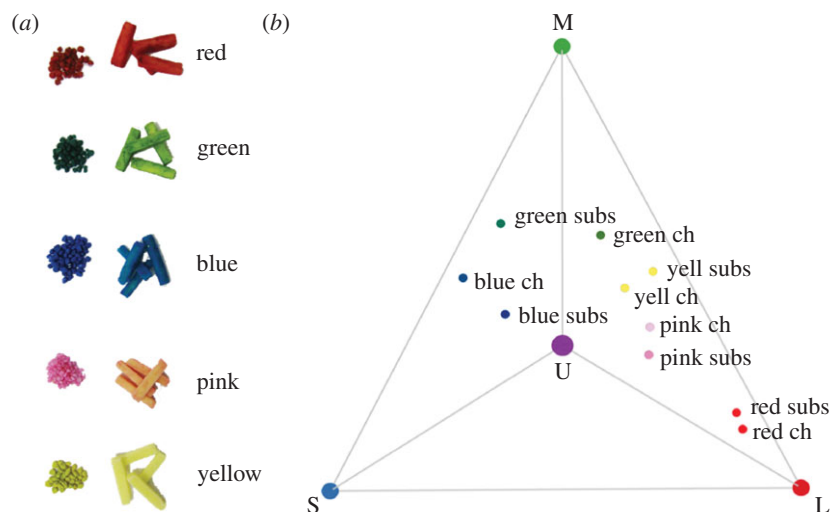 (a)
red
green
blue
pink
yellow
(b)
M
green subs
green ch
yell subs
blue ch
yell ch
blue subs
pink ch
pink subs
U
red subs
red ch
S
L